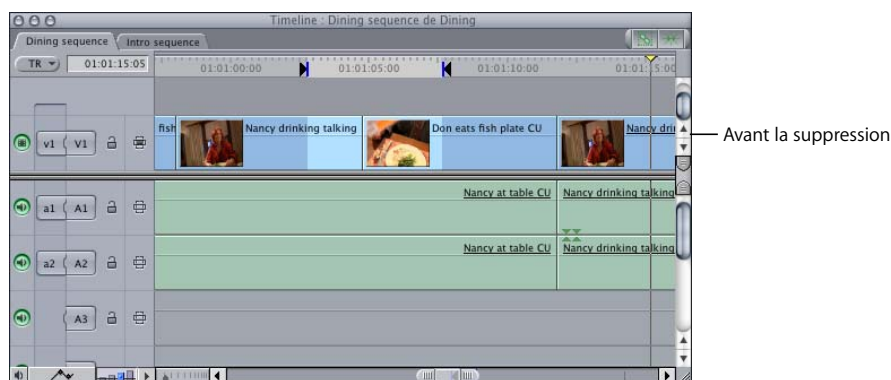 Timeline : Dining sequence de Dining
Dining sequence
Intro sequence
TR
01:01:15:05
01:01:00:00
01:01:05:00
01:01:10:00
fish
Nancy drinking talking
Don eats fish plate CU
Nancy dri
v1
V1
Avant la suppression
a1
A1
Nancy at table CU
Nancy drinking talking
a2
A2
Nancy at table CU
Nancy drinking talking
A3